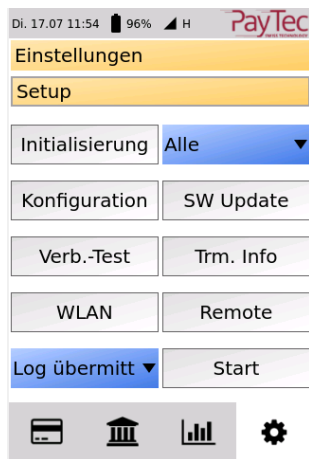 Di. 17.07 11:54 96% H PayTec
SWISS TECHNOLOGY
Einstellungen
Setup
Initialisierung Alle
Konfiguration SW Update
Verb.-Test Trm. Info
WLAN Remote
Log übermitt Start